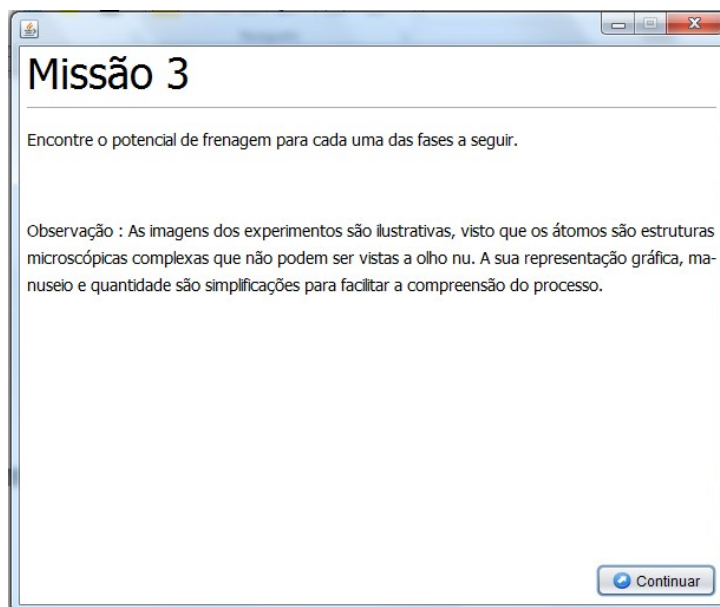 Missão 3
Encontre o potencial de frenagem para cada uma das fases a seguir.
Observação : As imagens dos experimentos são ilustrativas, visto que os átomos são estruturas
microscópicas complexas que não podem ser vistas a olho nu. A sua representação gráfica, ma-
nuseio e quantidade são simplificações para facilitar a compreensão do processo.
Continuar